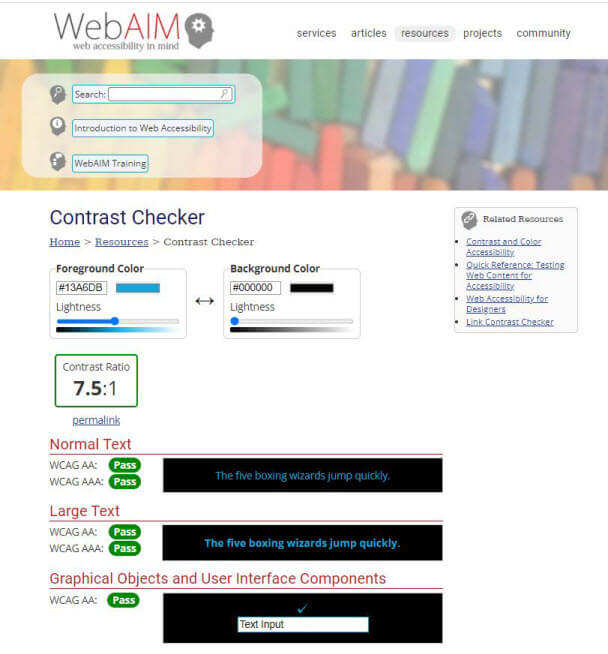 WebAIM
web accessibility in mind
services articles resources projects community
Search:
Introduction to Web Accessibility
WebAIM Training
Contrast Checker
Home > Resources > Contrast Checker
Foreground Color
#13A6DB
Lightness
↔
Background Color
#000000
Lightness
Contrast Ratio
7.5:1
permalink
Normal Text
WCAG AA: Pass
WCAG AAA: Pass
The five boxing wizards jump quickly.
Large Text
WCAG AA: Pass
WCAG AAA: Pass
The five boxing wizards jump quickly.
Graphical Objects and User Interface Components
WCAG AA: Pass
✓
Text Input
Related Resources
Contrast and Color
Accessibility
Quick Reference: Testing
Web Content for
Accessibility
Web Accessibility for
Designers
Link Contrast Checker